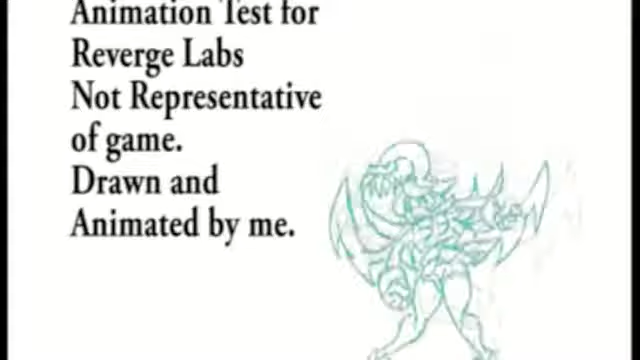 Animation Test for
Reverge Labs
Not Representative
of game.
Drawn and
Animated by me.